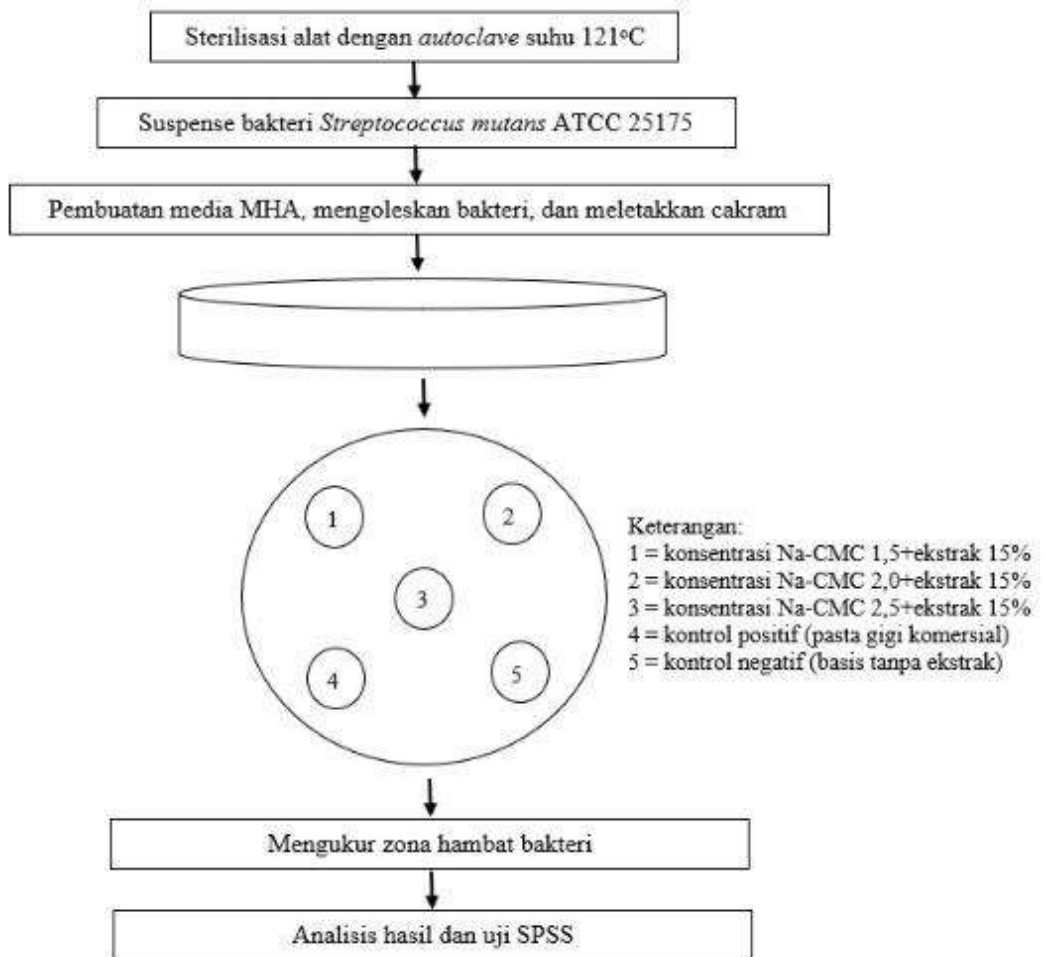 Sterilisasi alat dengan autoclave suhu 121°C
Suspense bakteri Streptococcus mutans ATCC 25175
Pembuatan media MHA, mengoleskan bakteri, dan meletakkan cakram
1
2
3
4
5
Keterangan:
1 = konsentrasi Na-CMC 1,5+ekstrak 15%
2 = konsentrasi Na-CMC 2,0+ekstrak 15%
3 = konsentrasi Na-CMC 2,5+ekstrak 15%
4 = kontrol positif (pasta gigi komersial)
5 = kontrol negatif (basis tanpa ekstrak)
Mengukur zona hambat bakteri
Analisis hasil dan uji SPSS